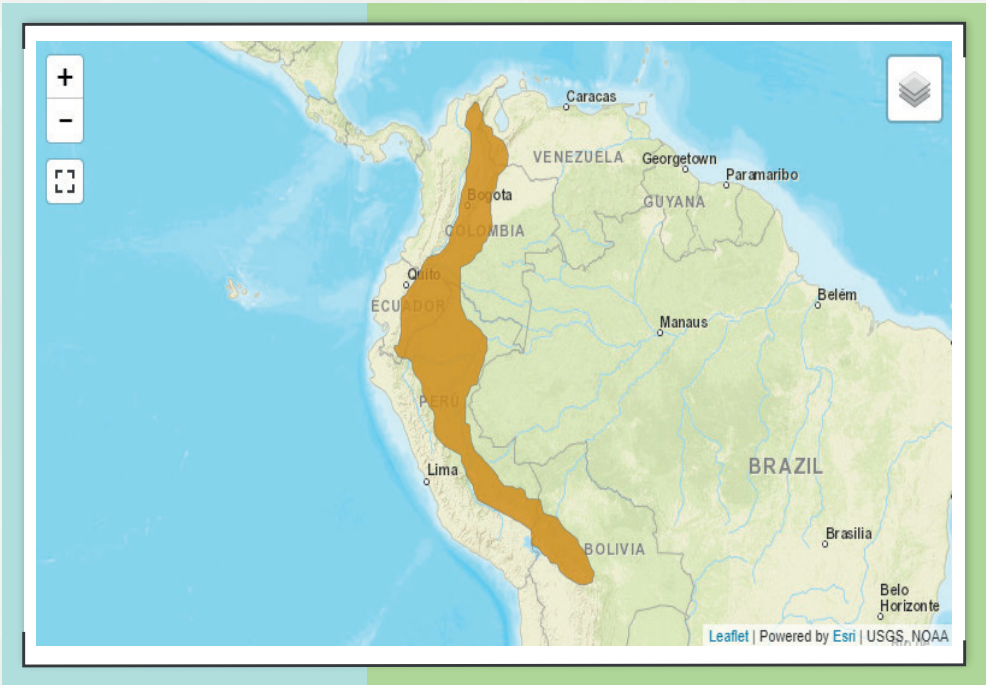 +
−
Caracas
VENEZUELA
Georgetown
Paramaribo
GUYANA
Bogota
COLOMBIA
Quito
ECUADOR
Belém
Manaus
PERÚ
Lima
BRAZIL
Brasilia
BOLIVIA
Belo
Horizonte
Leaflet | Powered by Esri | USGS, NOAA